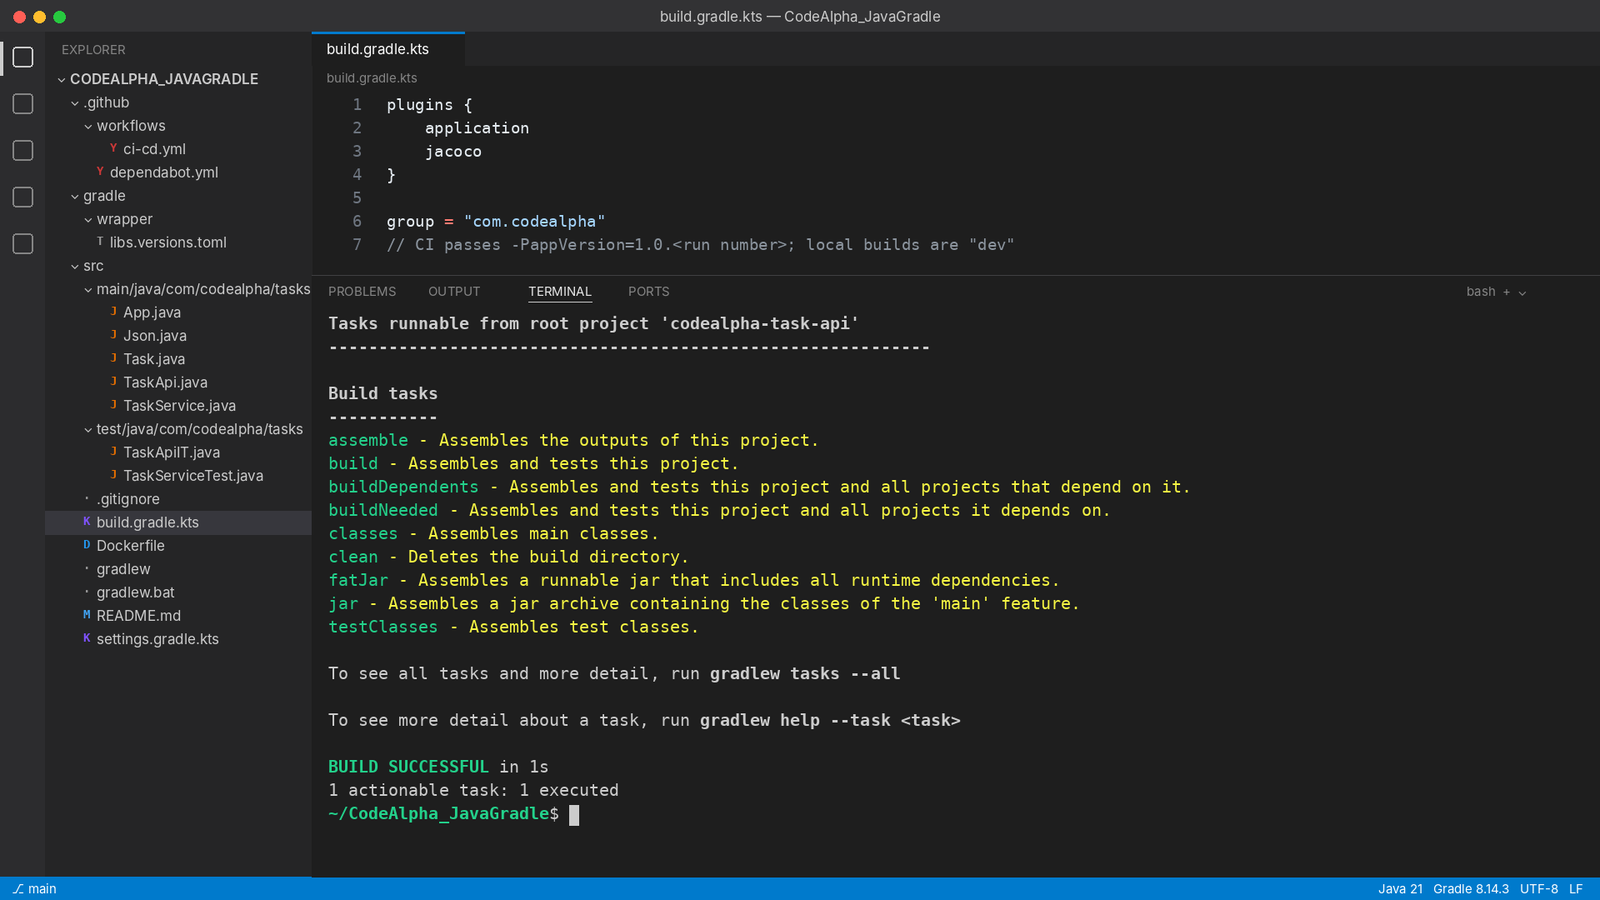 build.gradle.kts — CodeAlpha_JavaGradle
EXPLORER
CODEALPHA_JAVAGRADLE
.github
workflows
Y ci-cd.yml
Y dependabot.yml
gradle
wrapper
T libs.versions.toml
src
main/java/com/codealpha/tasks
J App.java
J Json.java
J Task.java
J TaskApi.java
J TaskService.java
test/java/com/codealpha/tasks
J TaskApiIT.java
J TaskServiceTest.java
.gitignore
K build.gradle.kts
D Dockerfile
gradlew
gradlew.bat
M README.md
K settings.gradle.kts
build.gradle.kts
build.gradle.kts
1 plugins {
2     application
3     jacoco
4 }
5
6 group = "com.codealpha"
7 // CI passes -PappVersion=1.0.<run number>; local builds are "dev"
PROBLEMS OUTPUT TERMINAL PORTS bash +
Tasks runnable from root project 'codealpha-task-api'
------------------------------------------------------------
Build tasks
-----------
assemble - Assembles the outputs of this project.
build - Assembles and tests this project.
buildDependents - Assembles and tests this project and all projects that depend on it.
buildNeeded - Assembles and tests this project and all projects it depends on.
classes - Assembles main classes.
clean - Deletes the build directory.
fatJar - Assembles a runnable jar that includes all runtime dependencies.
jar - Assembles a jar archive containing the classes of the 'main' feature.
testClasses - Assembles test classes.
To see all tasks and more detail, run gradlew tasks --all
To see more detail about a task, run gradlew help --task <task>
BUILD SUCCESSFUL in 1s
1 actionable task: 1 executed
~/CodeAlpha_JavaGradle$
main Java 21 Gradle 8.14.3 UTF-8 LF